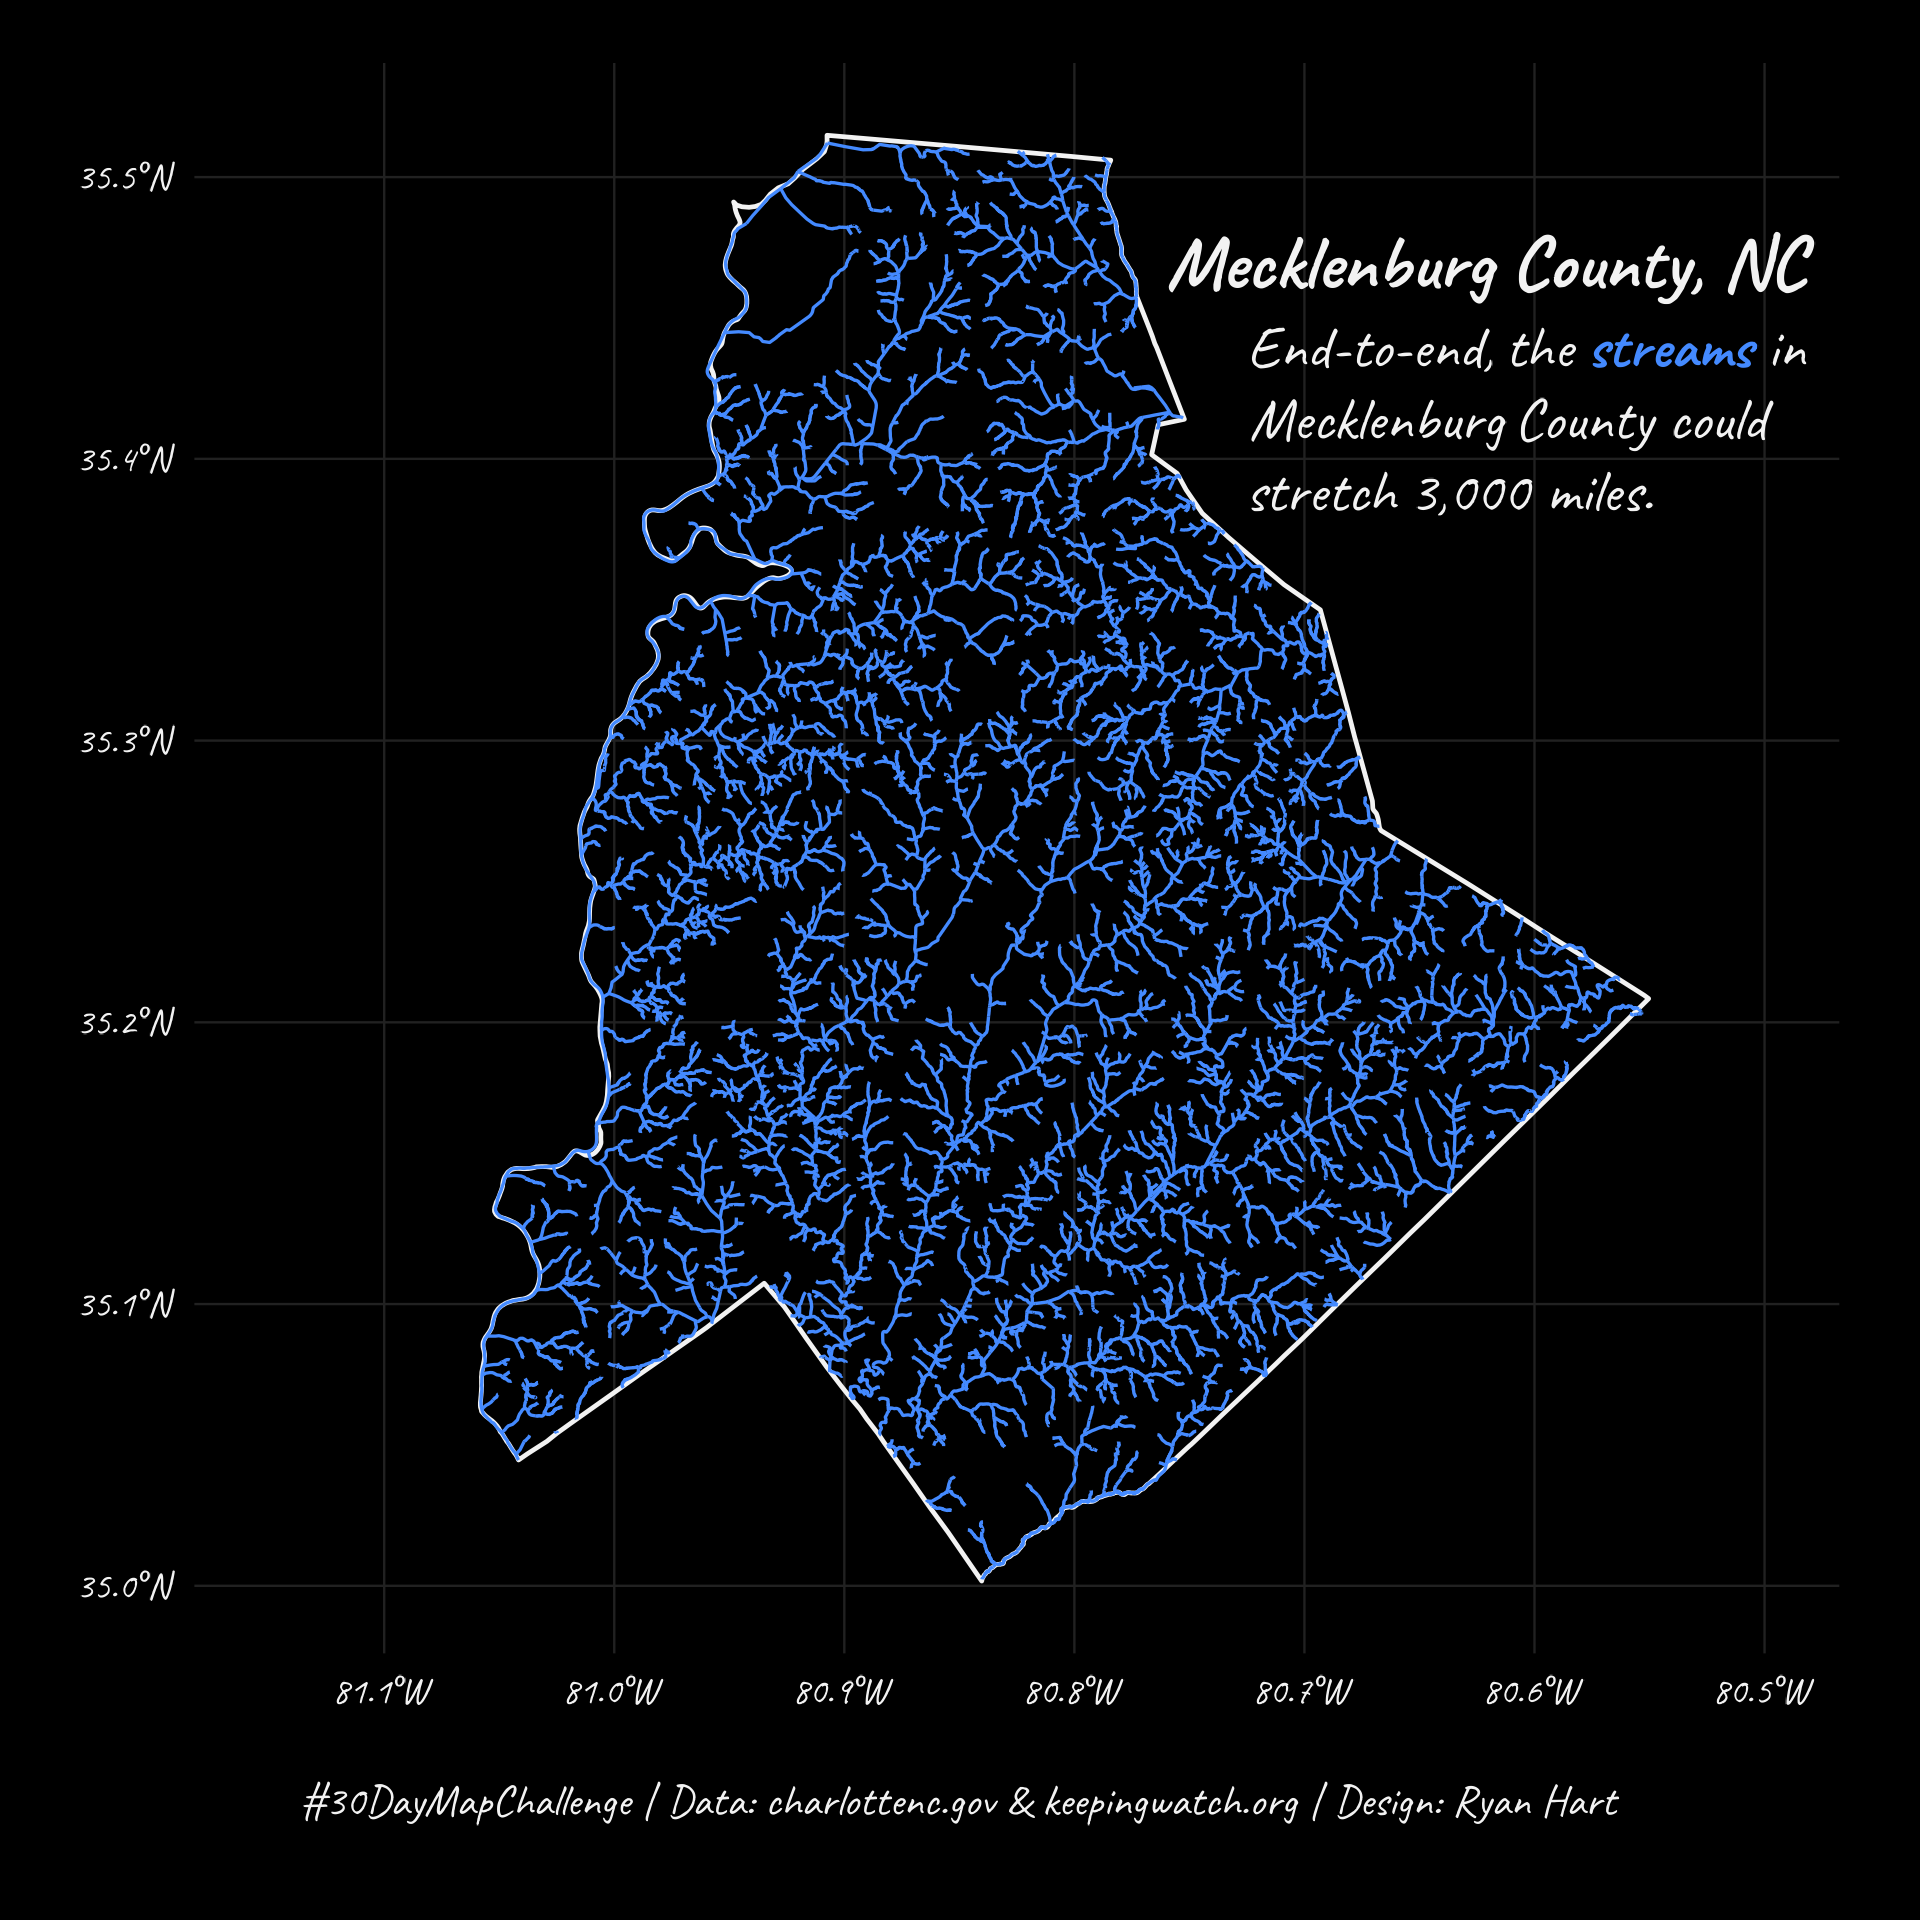 Mecklenburg County, NC
End-to-end, the streams in
Mecklenburg County could
stretch 3,000 miles.
35.5°N
35.4°N
35.3°N
35.2°N
35.1°N
35.0°N
81.1°W 81.0°W 80.9°W 80.8°W 80.7°W 80.6°W 80.5°W
#30DayMapChallenge | Data: charlottenc.gov & keepingwatch.org | Design: Ryan Hart